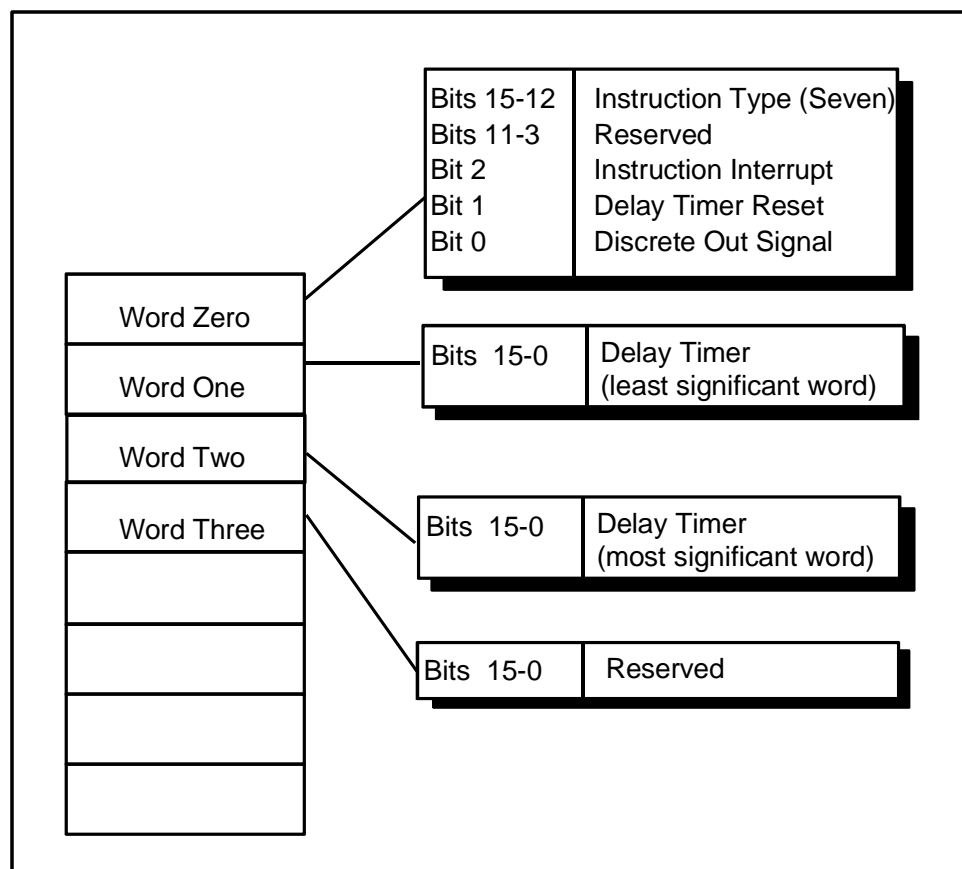 Bits 15-12 Instruction Type (Seven)
Bits 11-3 Reserved
Bit 2 Instruction Interrupt
Bit 1 Delay Timer Reset
Bit 0 Discrete Out Signal
Word Zero
Word One
Word Two
Word Three
Bits 15-0 Delay Timer
(least significant word)
Bits 15-0 Delay Timer
(most significant word)
Bits 15-0 Reserved